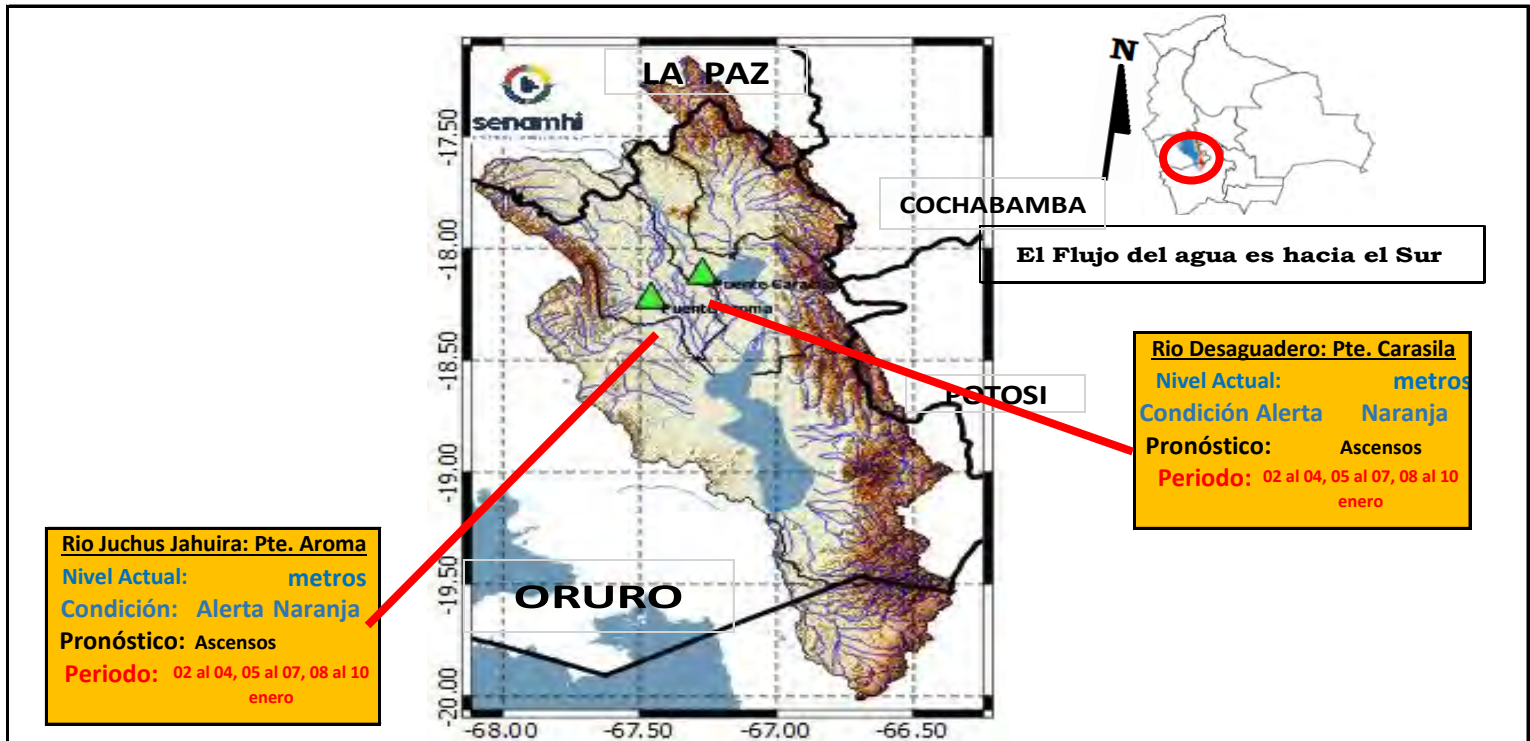 LA PAZ
senamhi
N
COCHABAMBA
El Flujo del agua es hacia el Sur
POTOSI
ORURO
Rio Desaguadero: Pte. Carasila
Nivel Actual: metros
Condición Alerta Naranja
Pronóstico: Ascensos
Periodo: 02 al 04, 05 al 07, 08 al 10
enero
Rio Juchus Jahuira: Pte. Aroma
Nivel Actual: metros
Condición: Alerta Naranja
Pronóstico: Ascensos
Periodo: 02 al 04, 05 al 07, 08 al 10
enero
Puente
Puente
-17.50
-18.00
-18.50
-19.00
-19.50
-20.00
-68.00 -67.50 -67.00 -66.50